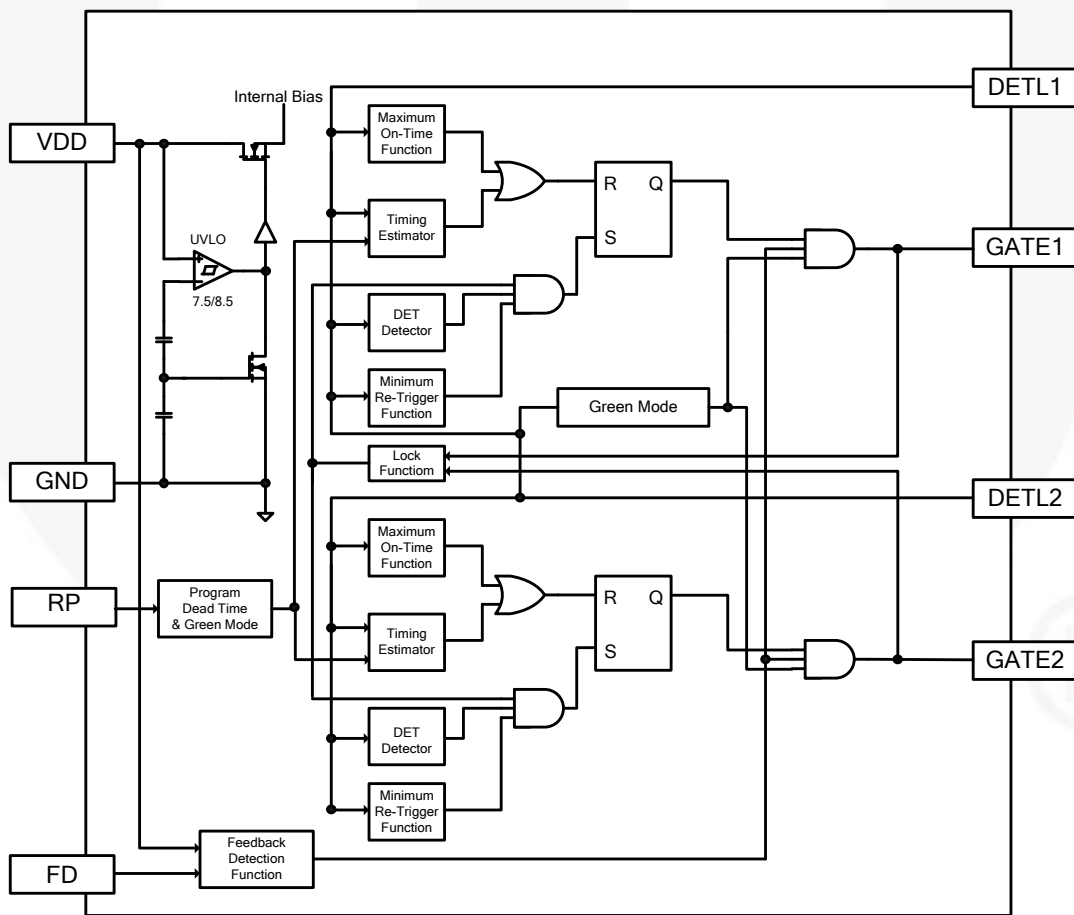 Internal Bias
DETL1
VDD
Maximum
On-Time
Function
R
Q
S
Timing
Estimator
UVLO
7.5/8.5
GATE1
DET
Detector
Minimum
Re-Trigger
Function
Green Mode
Lock
Functiom
GND
DETL2
Maximum
On-Time
Function
RP
Program
Dead Time
& Green Mode
R
Q
S
Timing
Estimator
GATE2
DET
Detector
Minimum
Re-Trigger
Function
FD
Feedback
Detection
Function